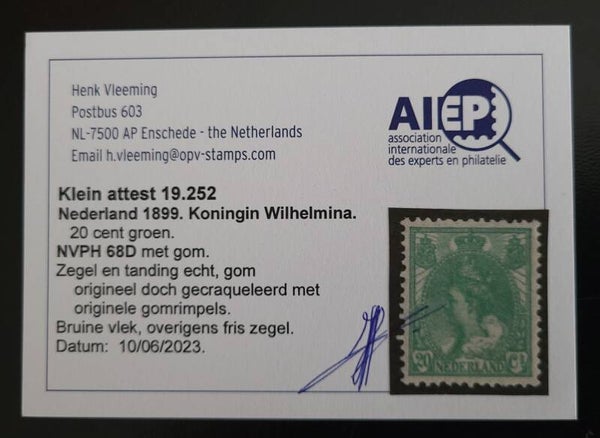 Henk Vleeming
Postbus 603
NL-7500 AP Enschede - the Netherlands
Email h.vleeming@opv-stamps.com
AIEP
association
internationale
des experts en philatélie
Klein attest 19.252
Nederland 1899. Koningin Wilhelmina.
20 cent groen.
NVPH 68D met gom.
Zegel en tanding echt, gom
origineel doch gecraqueleerd met
originele gomrimpels.
Bruine vlek, overigens fris zegel.
Datum: 10/06/2023.
20 NEDERLAND Ct